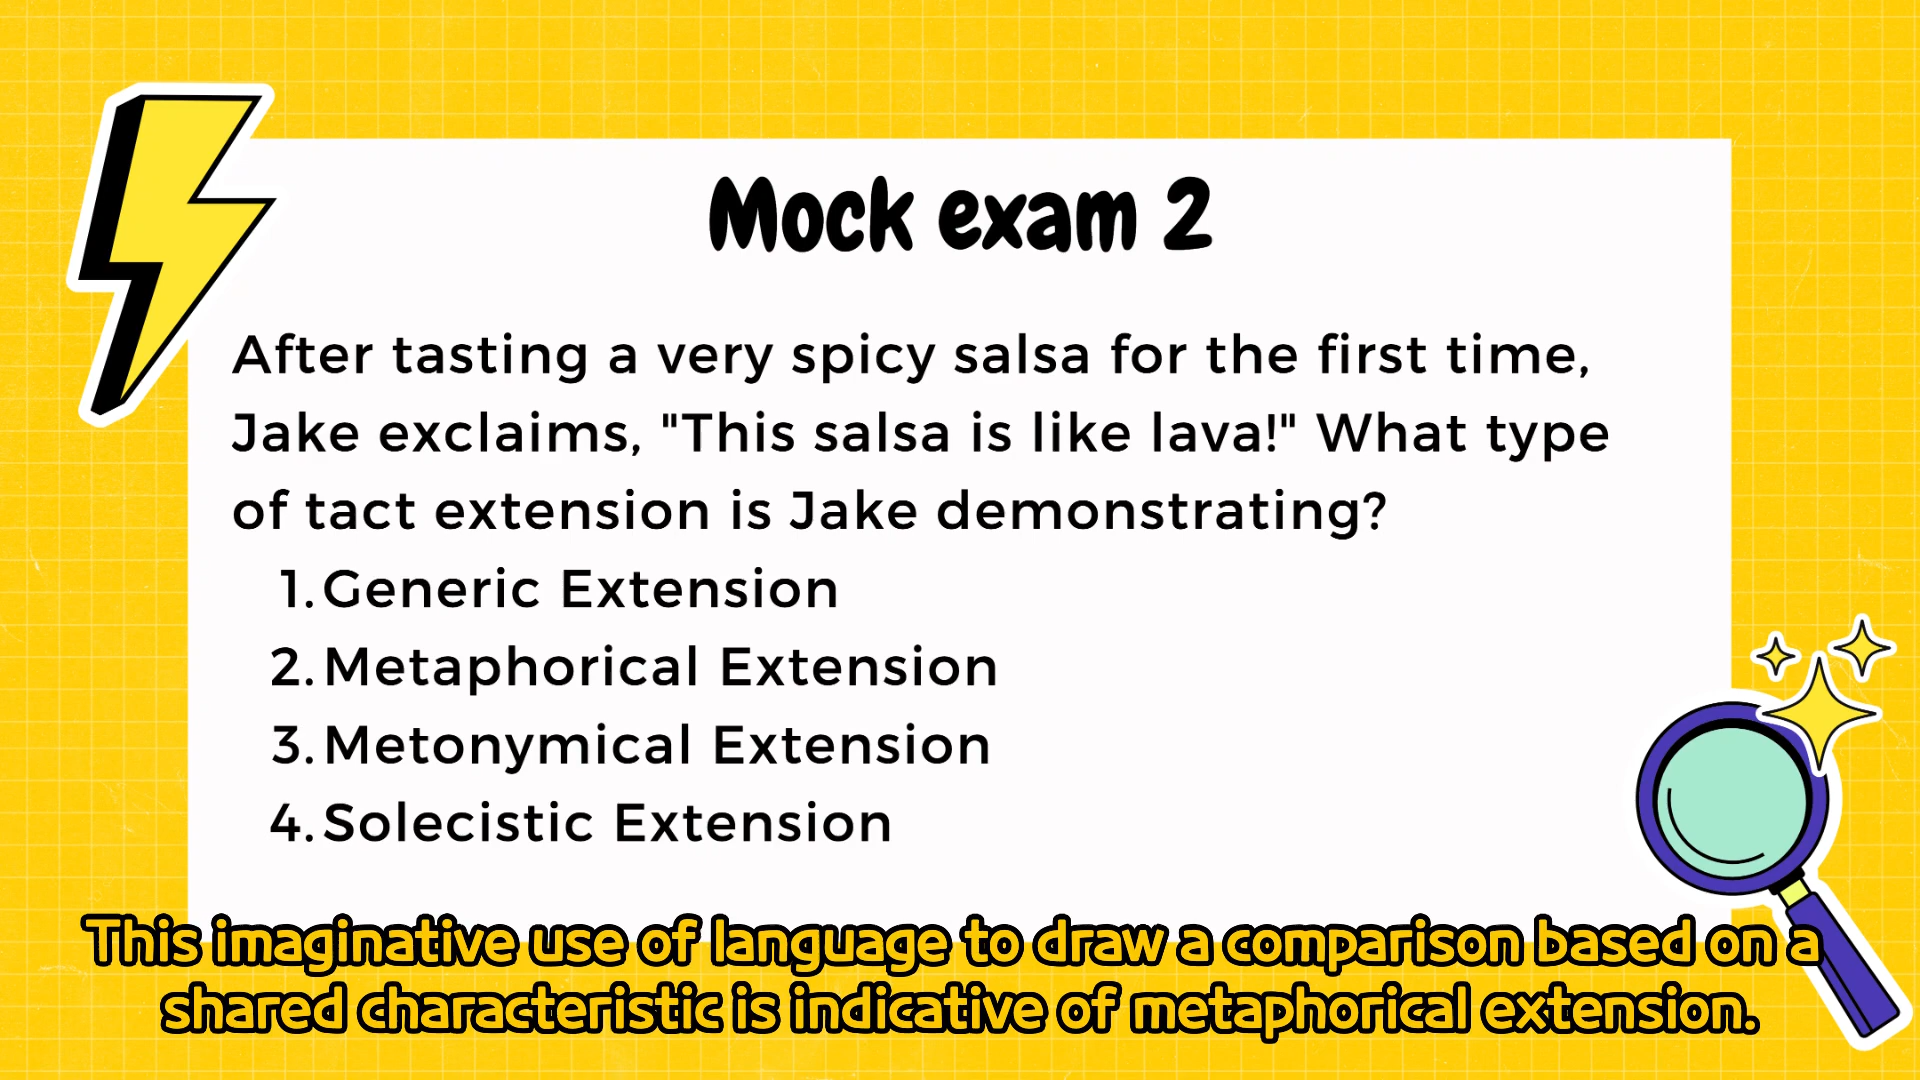 Mock exam 2
After tasting a very spicy salsa for the first time,
Jake exclaims, "This salsa is like lava!" What type
of tact extension is Jake demonstrating?
1. Generic Extension
2. Metaphorical Extension
3. Metonymical Extension
4. Solecistic Extension
This imaginative use of language to draw a comparison based on a
shared characteristic is indicative of metaphorical extension.